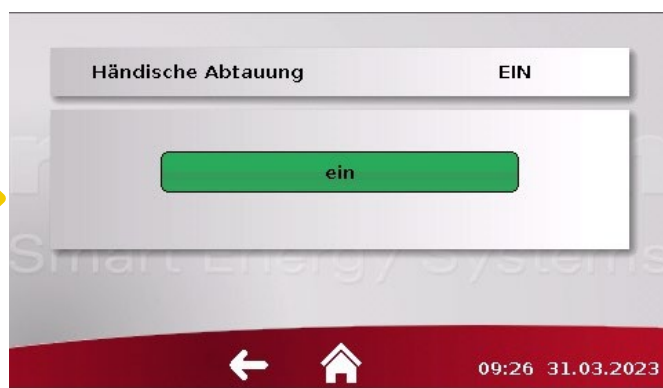 Händische Abtauung EIN
ein
Smart Energy Systems
09:26 31.03.2023